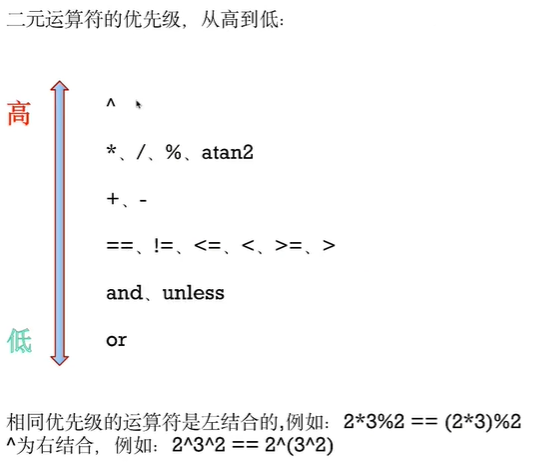 二元运算符的优先级，从高到低：
高
^
*、/、%、atan2
+、-
==、!=、<=、<、>=、>
and、unless
低
or
相同优先级的运算符是左结合的,例如：2*3%2 == (2*3)%2
^为右结合，例如：2^3^2 == 2^(3^2)